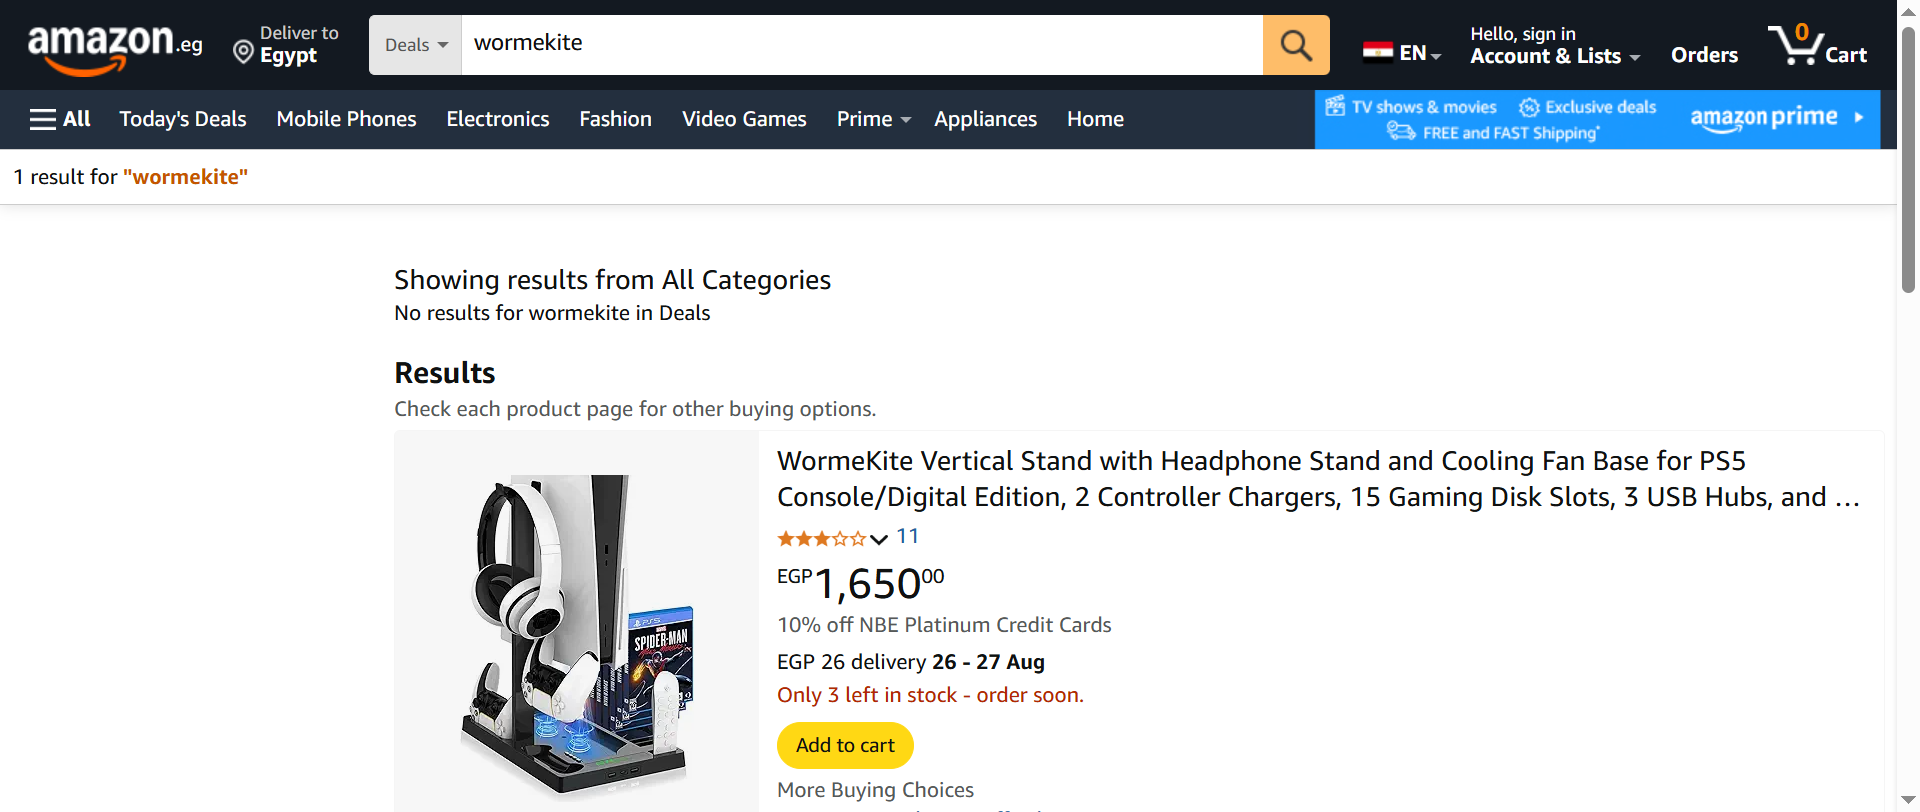 amazon.eg
Deliver to
Egypt
Deals
wormekite
EN
Hello, sign in
Account & Lists
Orders
0
Cart
All
Today's Deals
Mobile Phones
Electronics
Fashion
Video Games
Prime
Appliances
Home
TV shows & movies
Exclusive deals
FREE and FAST Shipping*
amazon prime
1 result for "wormekite"
Showing results from All Categories
No results for wormekite in Deals
Results
Check each product page for other buying options.
PS5
MARVEL
SPIDER-MAN
WormeKite Vertical Stand with Headphone Stand and Cooling Fan Base for PS5
Console/Digital Edition, 2 Controller Chargers, 15 Gaming Disk Slots, 3 USB Hubs, and …
11
EGP 1,650 00
10% off NBE Platinum Credit Cards
EGP 26 delivery 26 - 27 Aug
Only 3 left in stock - order soon.
Add to cart
More Buying Choices